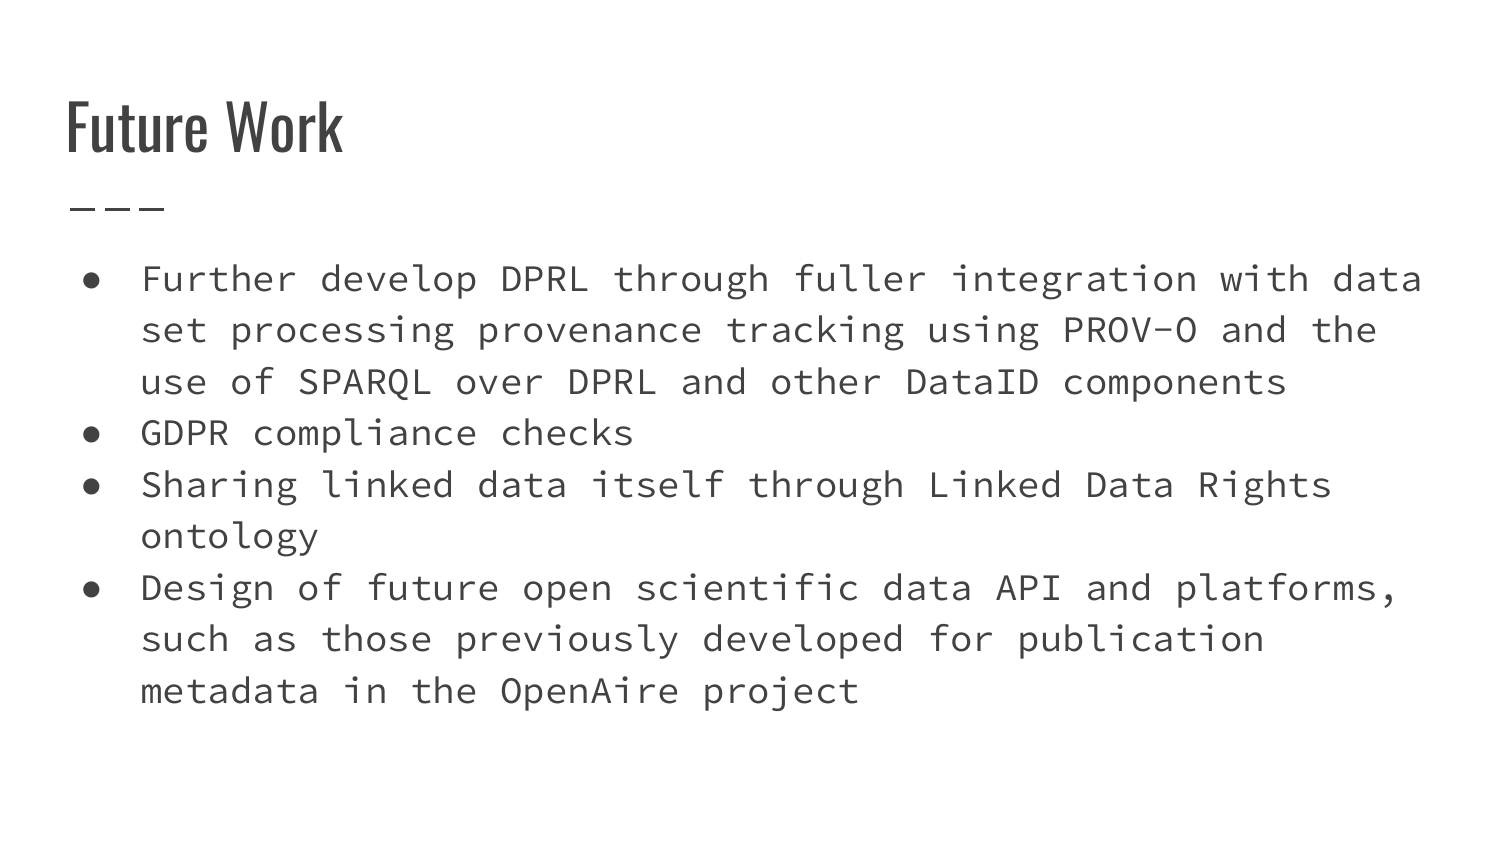 Future Work
● Further develop DPRL through fuller integration with data
set processing provenance tracking using PROV-O and the
use of SPARQL over DPRL and other DataID components
● GDPR compliance checks
● Sharing linked data itself through Linked Data Rights
ontology
● Design of future open scientific data API and platforms,
such as those previously developed for publication
metadata in the OpenAire project